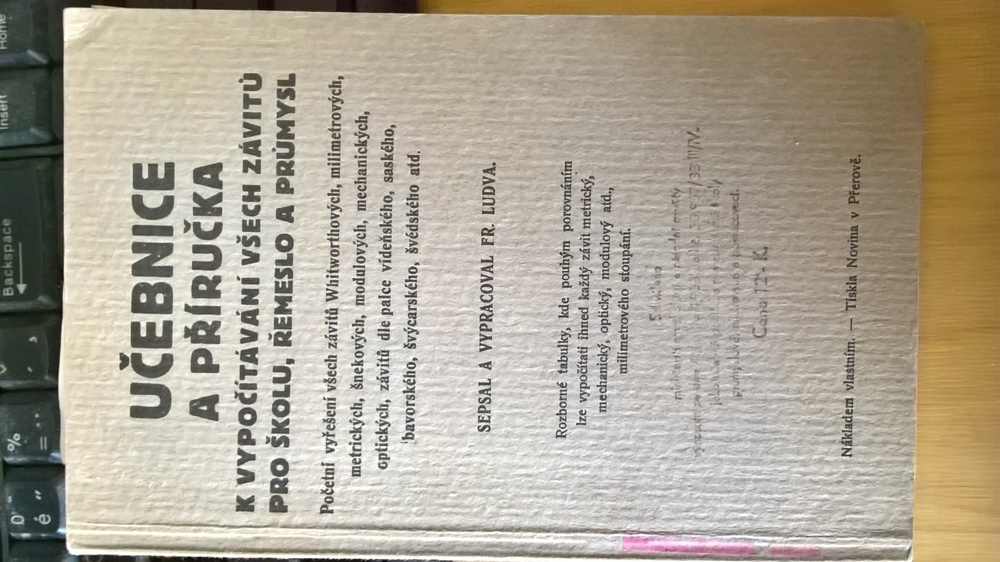 UČEBNICE
A PŘÍRUČKA
K VYPOČÍTÁVÁNÍ VŠECH ZÁVITŮ
PRO ŠKOLU, ŘEMESLO A PRŮMYSL
Početní vyřešení všech závitů Whitworthových, milimetrových,
metrických, šnekových, modulových, mechanických,
optických, závitů dle palce vídeňského, saského,
bavorského, švýcarského, švédského atd.
SEPSAL A VYPRACOVAL FR. LUDVA.
Rozborné tabulky, kde pouhým porovnáním
lze vypočítati ihned každý závit metrický,
mechanický, optický, modulový atd.,
milimetrového stoupání.
Cena 12·- K
Nákladem vlastním. — Tiskla Novina v Přerově.
Home
Insert
Backspace
%
= ˇ
é